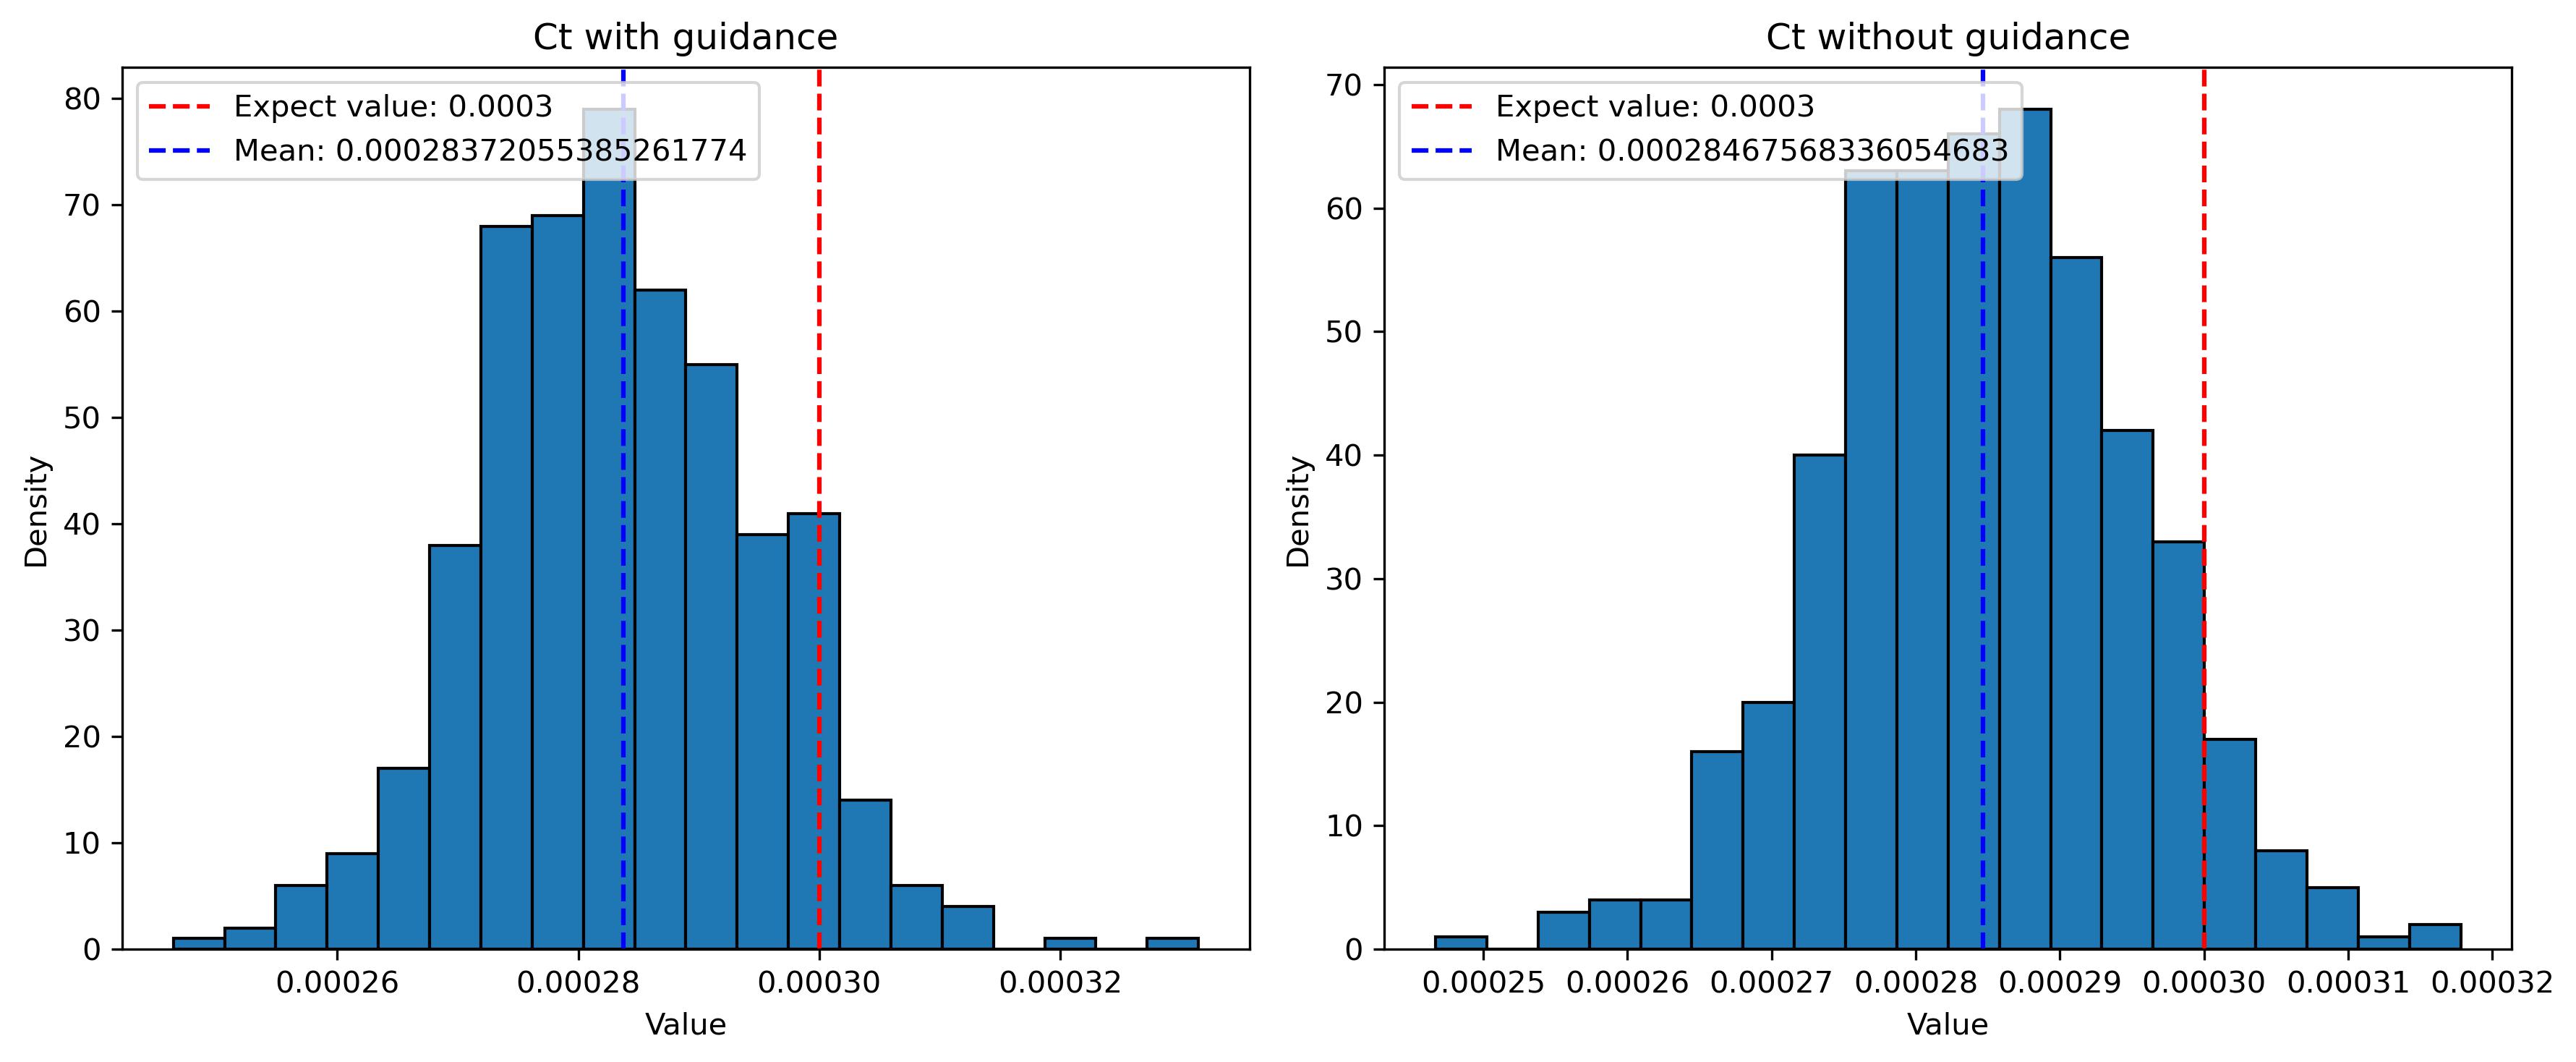 Ct with guidance
Expect value: 0.0003
Mean: 0.00028372055385261774
80
70
60
50
40
30
20
10
0
Density
0.00026 0.00028 0.00030 0.00032
Value
Ct without guidance
Expect value: 0.0003
Mean: 0.00028467568336054683
70
60
50
40
30
20
10
0
Density
0.00025 0.00026 0.00027 0.00028 0.00029 0.00030 0.00031 0.00032
Value